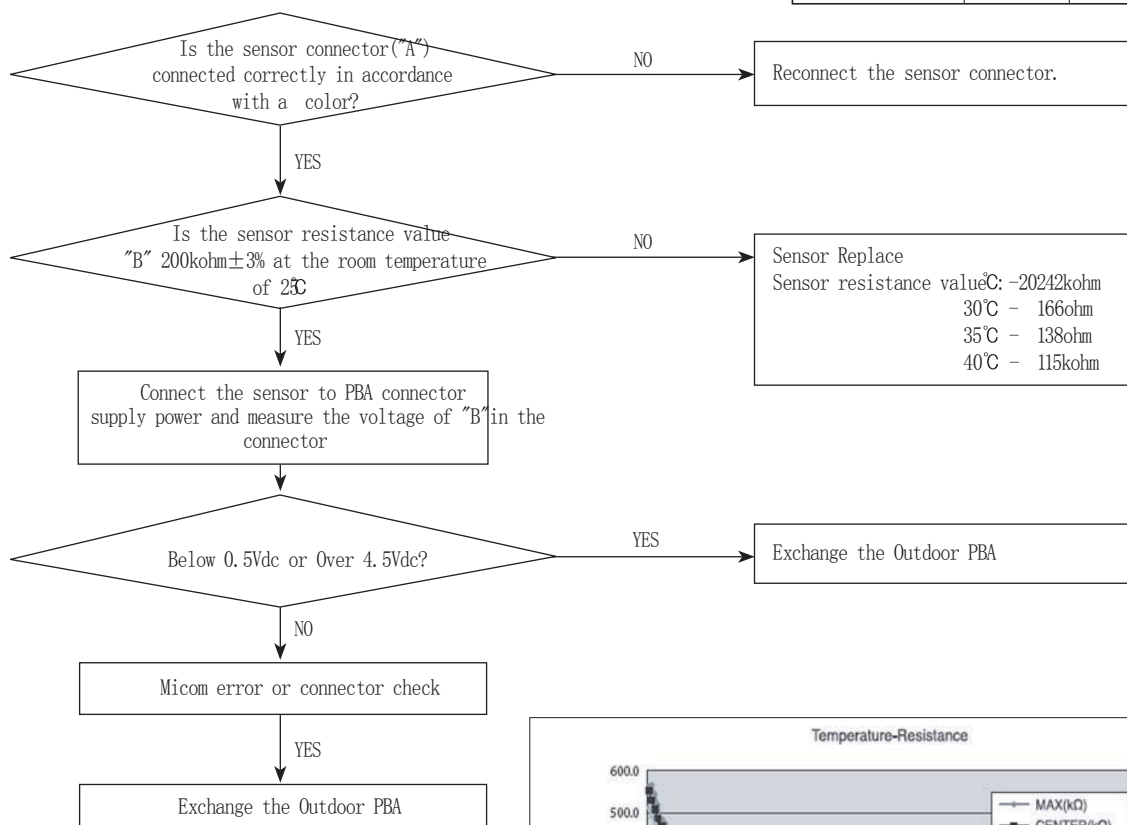 Is the sensor connector("A")
connected correctly in accordance
with a color?
NO
Reconnect the sensor connector.
YES
Is the sensor resistance value
"B" 200kohm±3% at the room temperature
of 25℃
NO
Sensor Replace
Sensor resistance value℃: -20242kohm
30℃ - 166ohm
35℃ - 138ohm
40℃ - 115kohm
YES
Connect the sensor to PBA connector
supply power and measure the voltage of "B"in the
connector
Below 0.5Vdc or Over 4.5Vdc?
YES
Exchange the Outdoor PBA
NO
Micom error or connector check
YES
Exchange the Outdoor PBA
Temperature-Resistance
600.0
500.0
MAX(kΩ)
CENTER(kΩ)